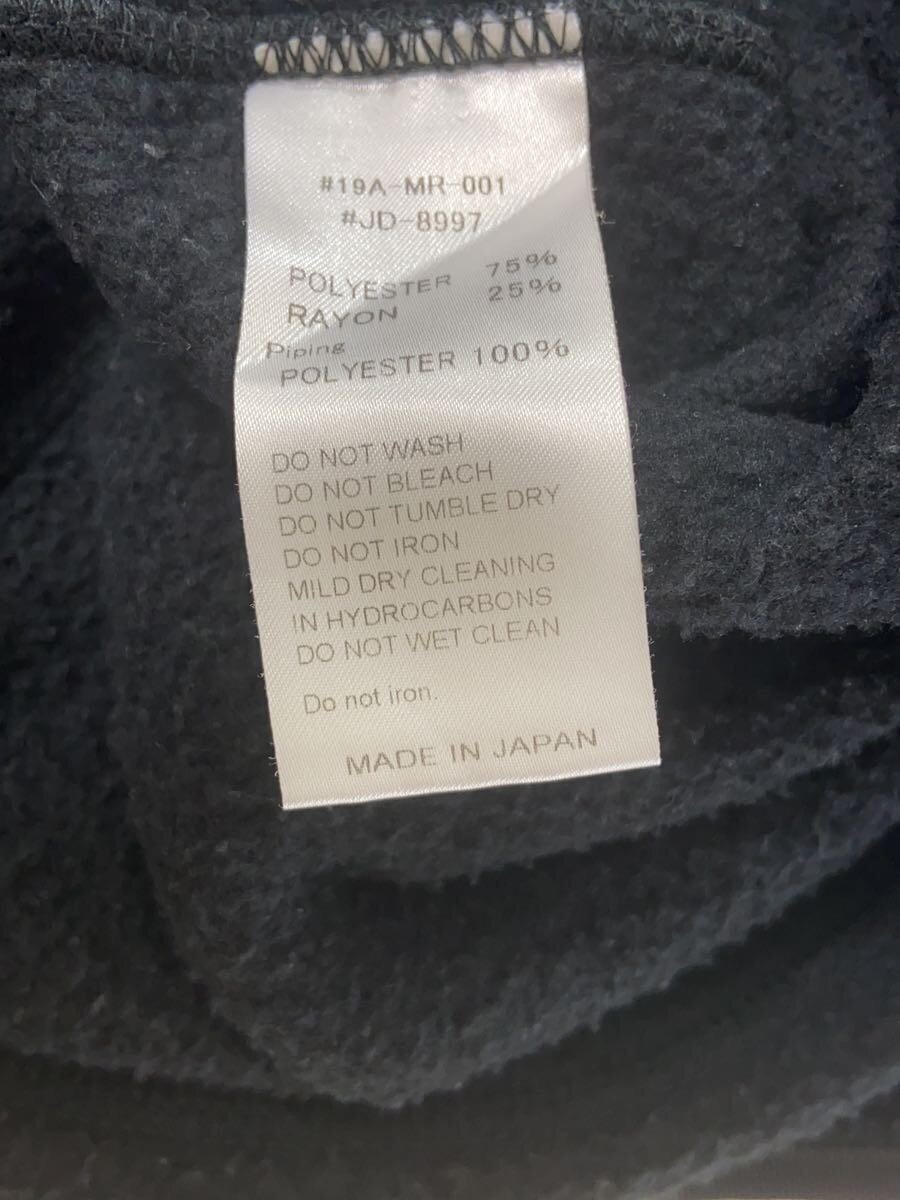 #19A-MR-001
#JD-8997
POLYESTER 75%
RAYON 25%
Piping
POLYESTER 100%
DO NOT WASH
DO NOT BLEACH
DO NOT TUMBLE DRY
DO NOT IRON
MILD DRY CLEANING
IN HYDROCARBONS
DO NOT WET CLEAN
Do not iron.
MADE IN JAPAN